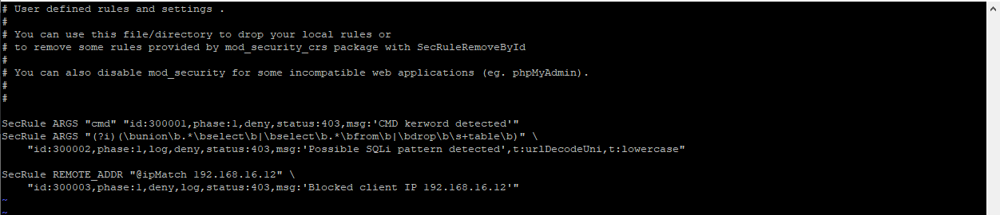 # User defined rules and settings .
#
# You can use this file/directory to drop your local rules or
# to remove some rules provided by mod_security_crs package with SecRuleRemoveById
#
# You can also disable mod_security for some incompatible web applications (eg. phpMyAdmin).
#
#
SecRule ARGS "cmd" "id:300001,phase:1,deny,status:403,msg:'CMD kerword detected'"
SecRule ARGS "(?i)(\bunion\b.*\bselect\b|\bselect\b.*\bfrom\b|\bdrop\b\s+table\b)" \
    "id:300002,phase:1,log,deny,status:403,msg:'Possible SQLi pattern detected',t:urlDecodeUni,t:lowercase"
SecRule REMOTE_ADDR "@ipMatch 192.168.16.12" \
    "id:300003,phase:1,deny,log,status:403,msg:'Blocked client IP 192.168.16.12'"
~
~